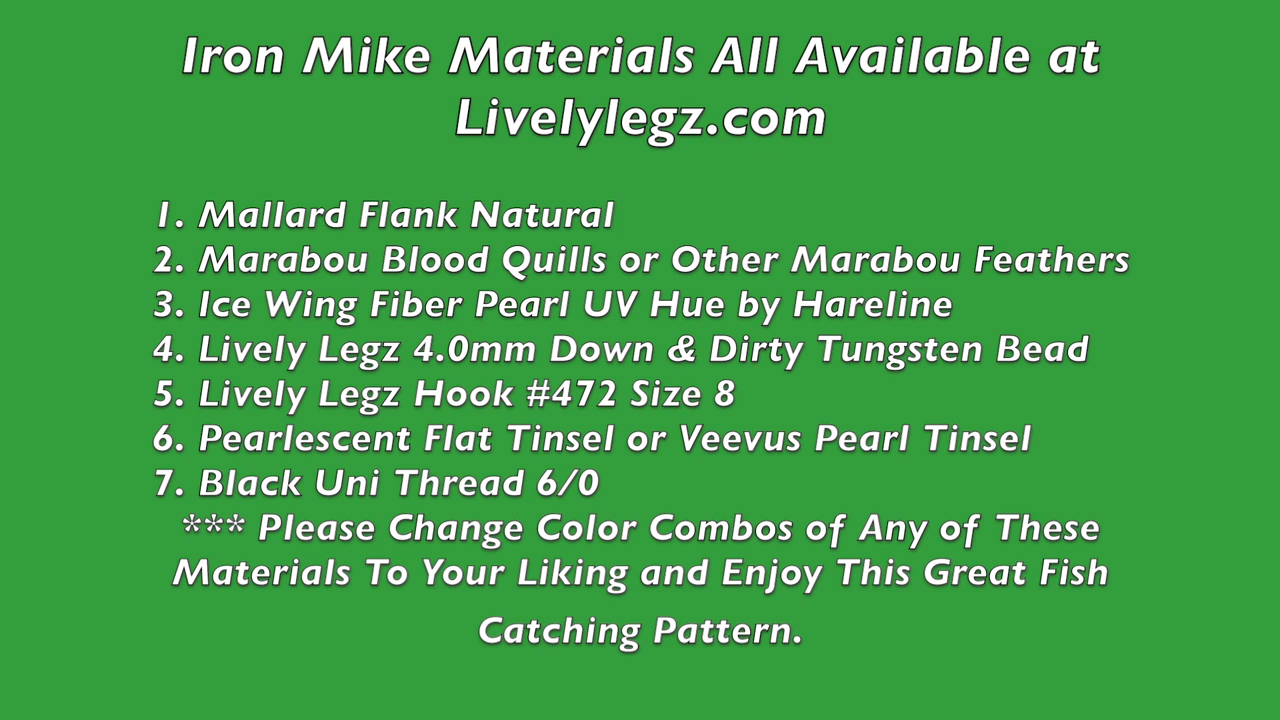 Iron Mike Materials All Available at
Livelylegz.com
1. Mallard Flank Natural
2. Marabou Blood Quills or Other Marabou Feathers
3. Ice Wing Fiber Pearl UV Hue by Hareline
4. Lively Legz 4.0mm Down & Dirty Tungsten Bead
5. Lively Legz Hook #472 Size 8
6. Pearlescent Flat Tinsel or Veevus Pearl Tinsel
7. Black Uni Thread 6/0
*** Please Change Color Combos of Any of These
Materials To Your Liking and Enjoy This Great Fish
Catching Pattern.